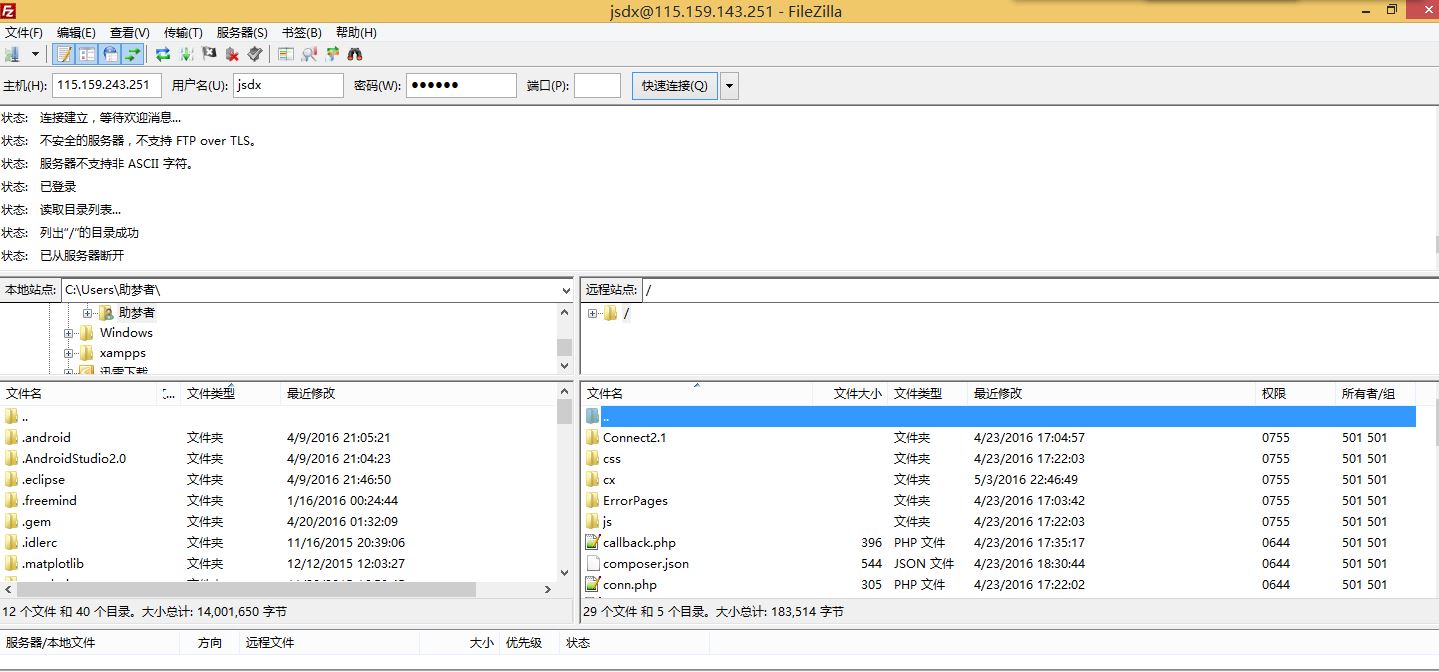 jsdx@115.159.143.251 - FileZilla
文件(F) 编辑(E) 查看(V) 传输(T) 服务器(S) 书签(B) 帮助(H)
主机(H): 115.159.243.251 用户名(U): jsdx 密码(W): ●●●●●● 端口(P): 快速连接(Q)
状态: 连接建立，等待欢迎消息...
状态: 不安全的服务器，不支持 FTP over TLS。
状态: 服务器不支持非 ASCII 字符。
状态: 已登录
状态: 读取目录列表...
状态: 列出“/”的目录成功
状态: 已从服务器断开
本地站点: C:\Users\助梦者\
助梦者
Windows
xampps
迅雷下载
远程站点: /
/
文件名 文件类型 最近修改
..
.android 文件夹 4/9/2016 21:05:21
.AndroidStudio2.0 文件夹 4/9/2016 21:04:23
.eclipse 文件夹 4/9/2016 21:46:50
.freemind 文件夹 1/16/2016 00:24:44
.gem 文件夹 4/20/2016 01:32:09
.idlerc 文件夹 11/16/2015 20:39:06
.matplotlib 文件夹 12/12/2015 12:03:27
12 个文件 和 40 个目录。大小总计: 14,001,650 字节
文件名 文件大小 文件类型 最近修改 权限 所有者/组
..
Connect2.1 文件夹 4/23/2016 17:04:57 0755 501 501
css 文件夹 4/23/2016 17:22:03 0755 501 501
cx 文件夹 5/3/2016 22:46:49 0755 501 501
ErrorPages 文件夹 4/23/2016 17:03:42 0755 501 501
js 文件夹 4/23/2016 17:22:03 0755 501 501
callback.php 396 PHP 文件 4/23/2016 17:35:17 0644 501 501
composer.json 544 JSON 文件 4/23/2016 18:30:44 0644 501 501
conn.php 305 PHP 文件 4/23/2016 17:22:02 0644 501 501
29 个文件 和 5 个目录。大小总计: 183,514 字节
服务器/本地文件 方向 远程文件 大小 优先级 状态